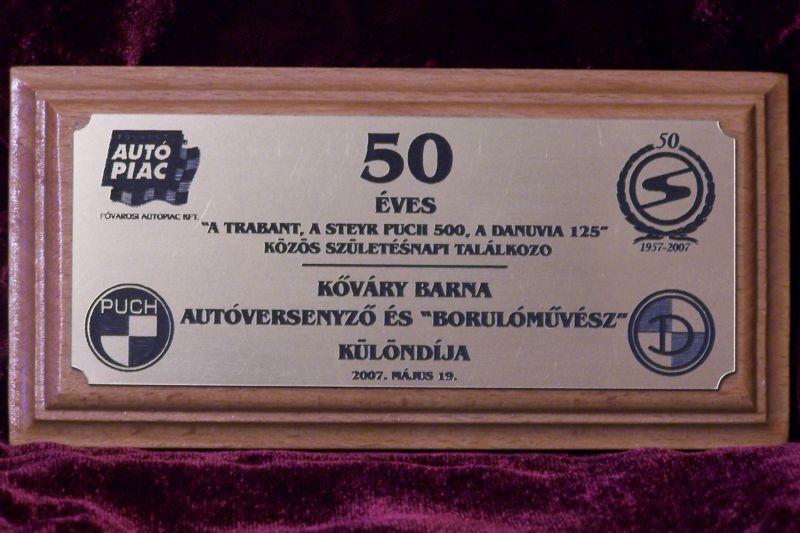 AUTÓ
PIAC
FŐVÁROSI AUTÓPIAC KFT.
50
ÉVES
"A TRABANT, A STEYR PUCH 500, A DANUVIA 125"
KÖZÖS SZÜLETÉSNAPI TALÁLKOZO
50
1957-2007
KŐVÁRY BARNA
AUTÓVERSENYZŐ ÉS "BORULÓMŰVÉSZ"
KÜLÖNDÍJA
2007. MÁJUS 19.
PUCH
D